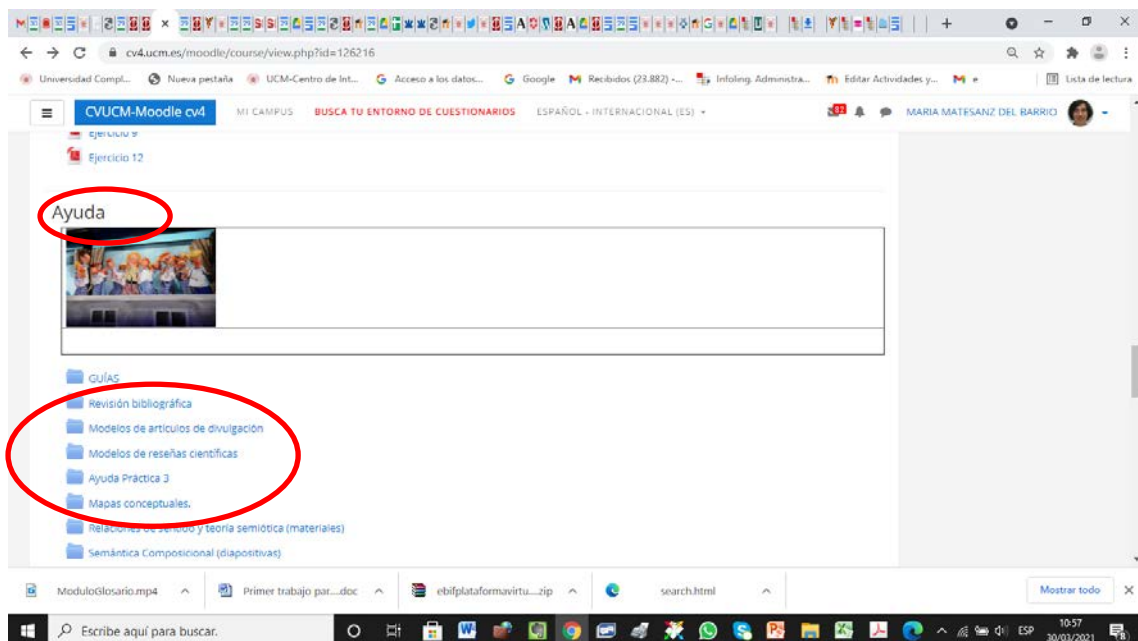 cv4.ucm.es/moodle/course/view.php?id=126216
Universidad Compl... Nueva pestaña UCM-Centro de Int... Acceso a los datos... Google Recibidos (23.882) -... Infoling. Administra... Editar Actividades y... M e Lista de lectura
CVUCM-Moodle cv4 MI CAMPUS BUSCA TU ENTORNO DE CUESTIONARIOS ESPAÑOL - INTERNACIONAL (ES) MARIA MATESANZ DEL BARRIO
Ejercicio 9
Ejercicio 12
Ayuda
GUÍAS
Revisión bibliográfica
Modelos de artículos de divulgación
Modelos de reseñas científicas
Ayuda Práctica 3
Mapas conceptuales.
Relaciones de sentido y teoría semiótica (materiales)
Semántica Composicional (diapositivas)
ModuloGlosario.mp4 Primer trabajo par....doc ebifplataformavirtu....zip search.html Mostrar todo
Escribe aquí para buscar. ESP 10:57
30/03/2021